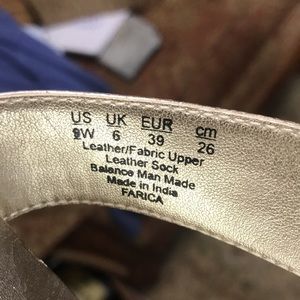 US UK EUR cm
9W 6 39 26
Leather/Fabric Upper
Leather Sock
Balance Man Made
Made in India
FARICA